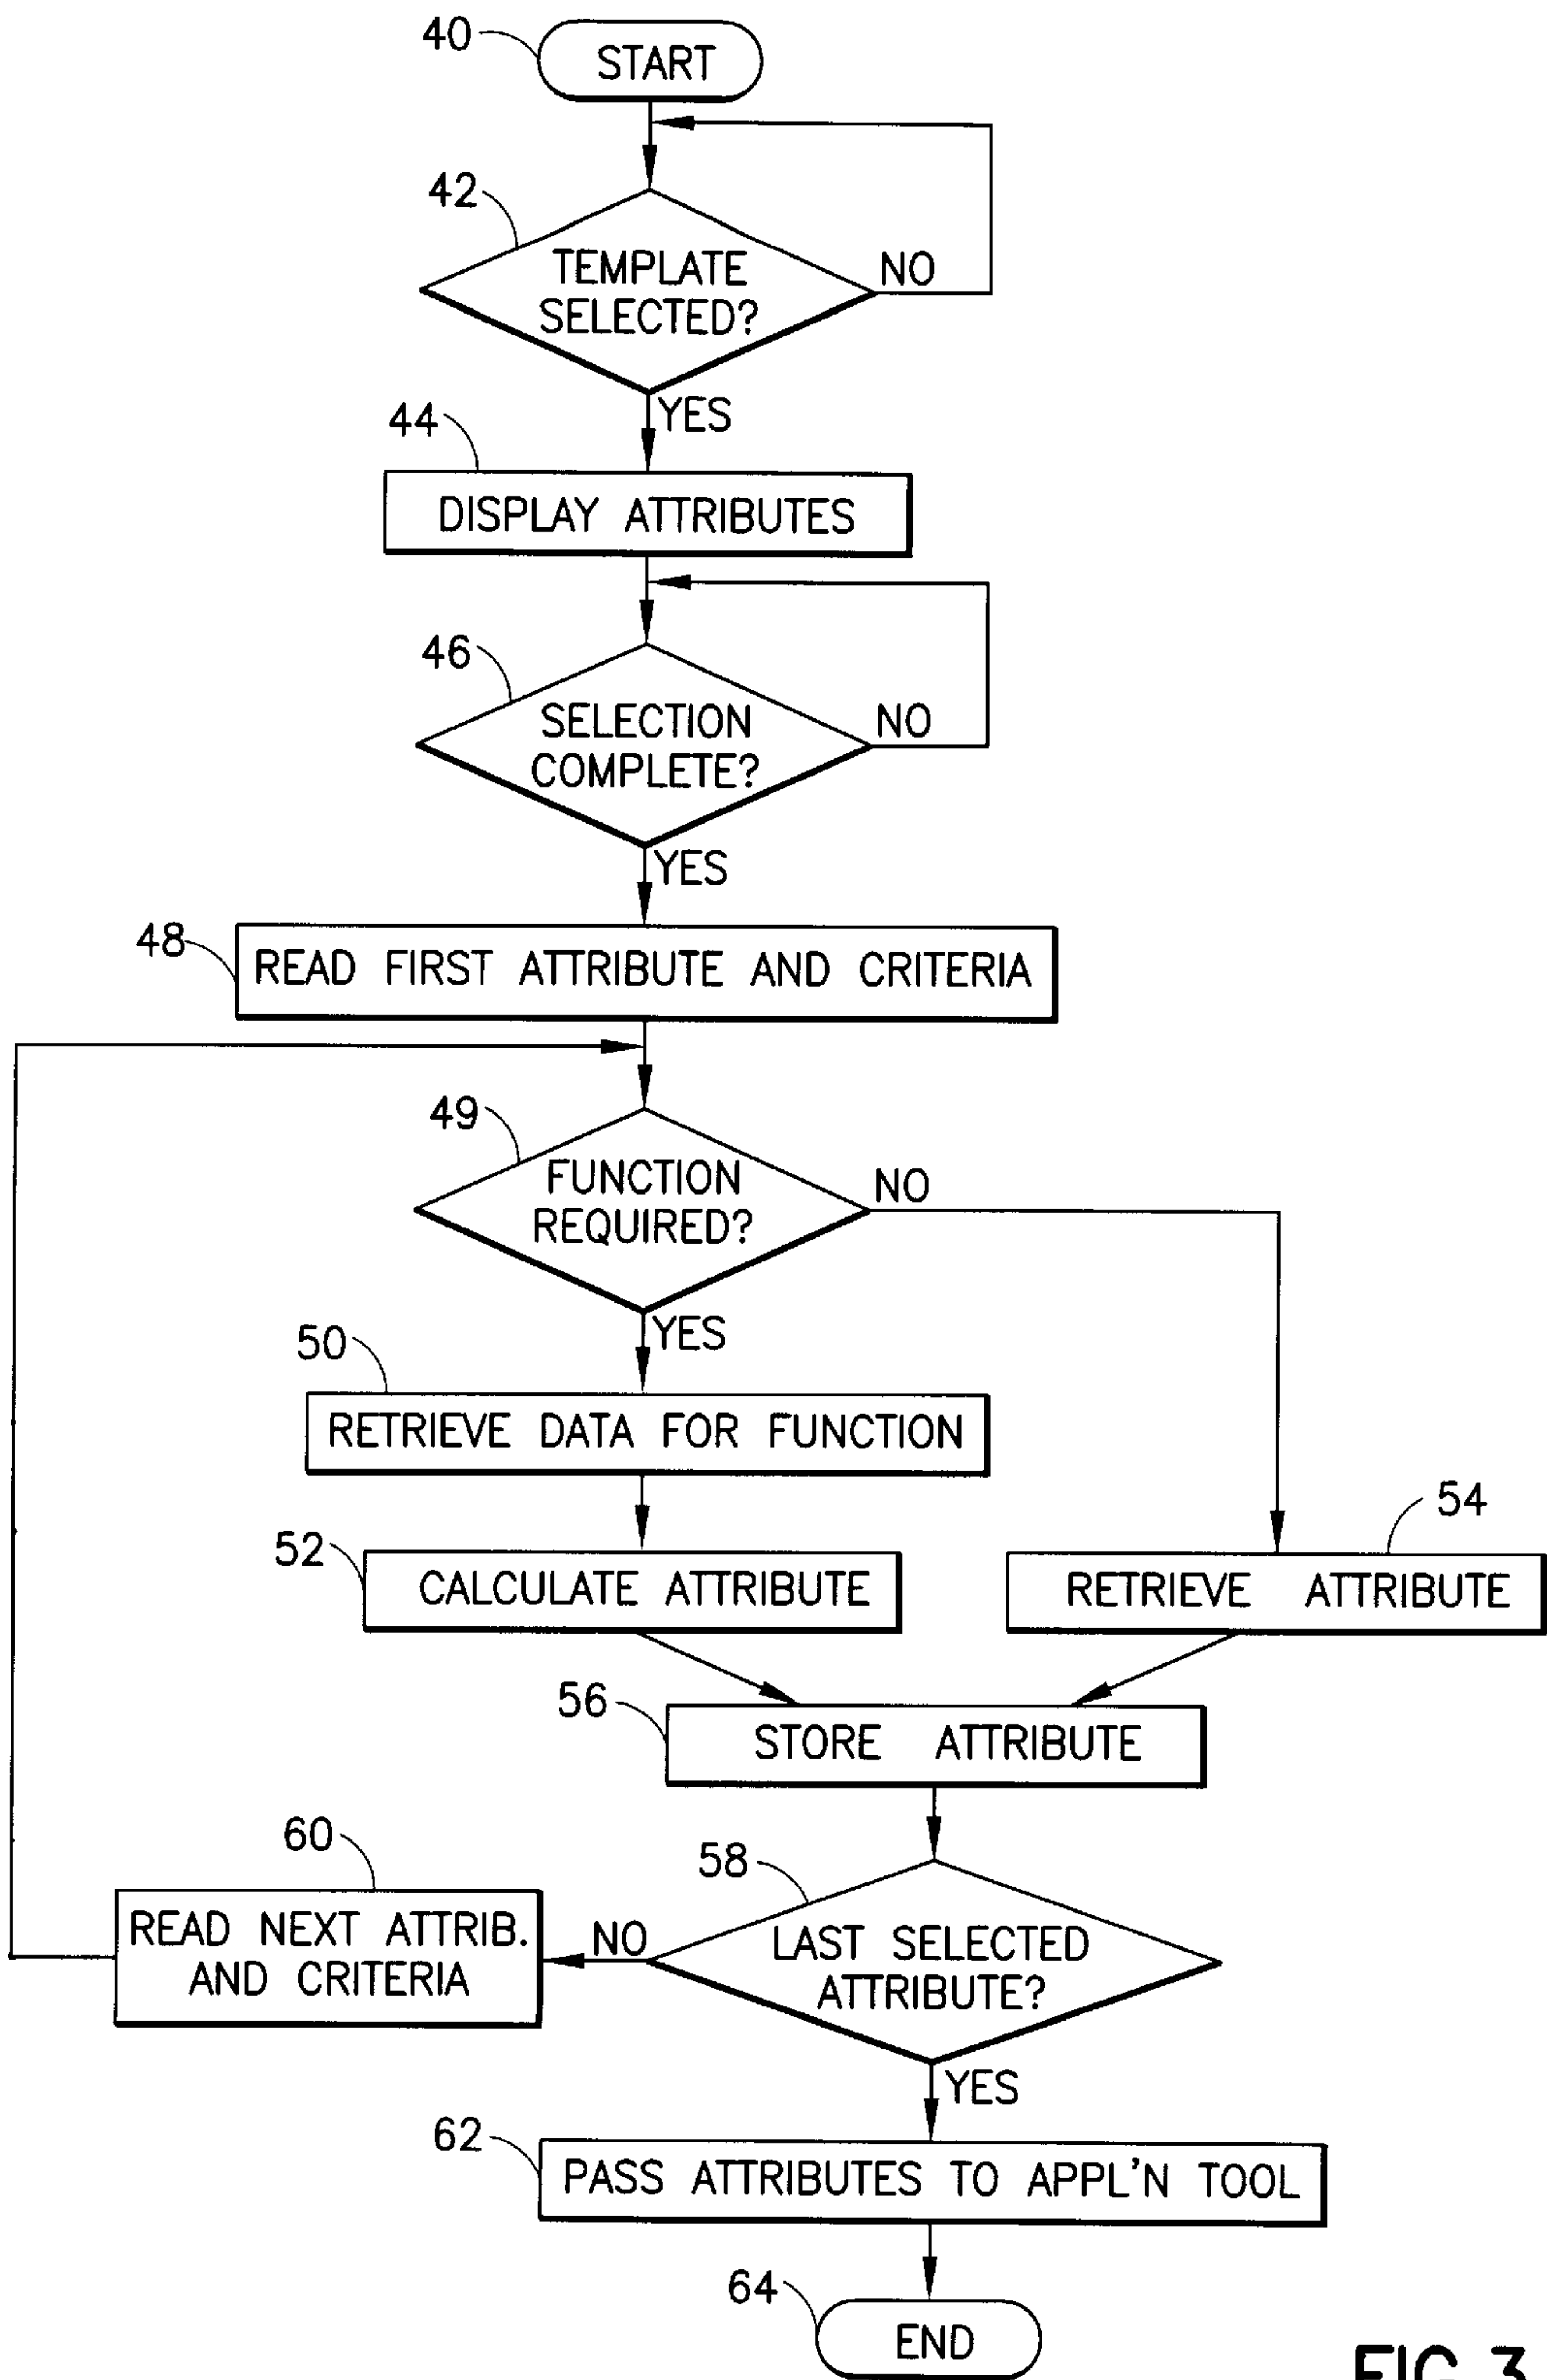 40
START
42
TEMPLATE
SELECTED?
NO
YES
44
DISPLAY ATTRIBUTES
46
SELECTION
COMPLETE?
NO
YES
48
READ FIRST ATTRIBUTE AND CRITERIA
49
FUNCTION
REQUIRED?
NO
YES
50
RETRIEVE DATA FOR FUNCTION
52
CALCULATE ATTRIBUTE
54
RETRIEVE ATTRIBUTE
56
STORE ATTRIBUTE
58
LAST SELECTED
ATTRIBUTE?
NO
60
READ NEXT ATTRIB.
AND CRITERIA
YES
62
PASS ATTRIBUTES TO APPL'N TOOL
64
END
FIG.3